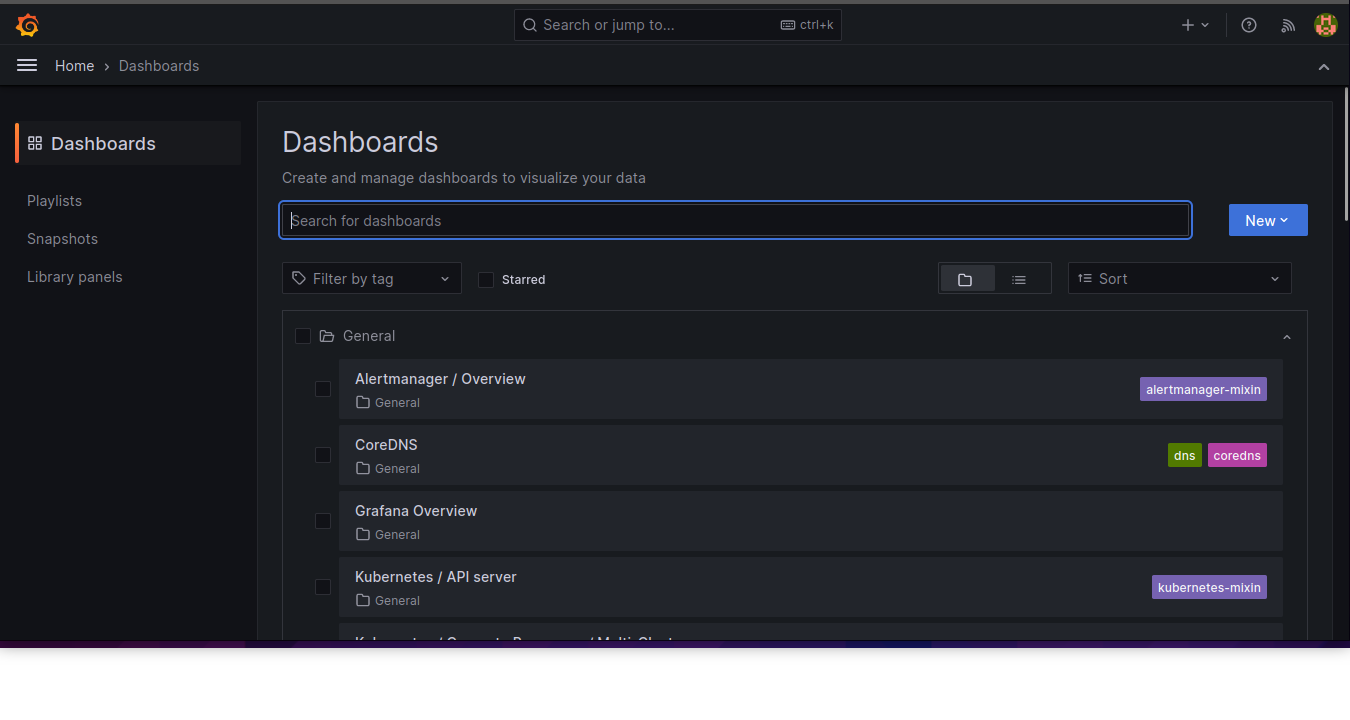 Search or jump to... ctrl+k
Home › Dashboards
Dashboards
Playlists
Snapshots
Library panels
Dashboards
Create and manage dashboards to visualize your data
Search for dashboards
New
Filter by tag
Starred
Sort
General
Alertmanager / Overview
General
alertmanager-mixin
CoreDNS
General
dns coredns
Grafana Overview
General
Kubernetes / API server
General
kubernetes-mixin